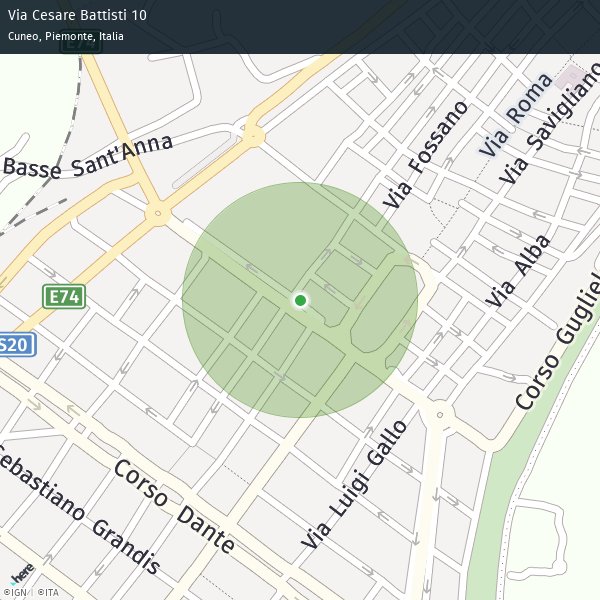 Via Cesare Battisti 10
Cuneo, Piemonte, Italia
E74
Via Roma
Via Savigliano
Via Fossano
Basse Sant'Anna
Via Alba
E74
S20
Corso Gugliel
Via Luigi Gallo
Corso Dante
Sebastiano Grandis
here
©IGN | ©ITA